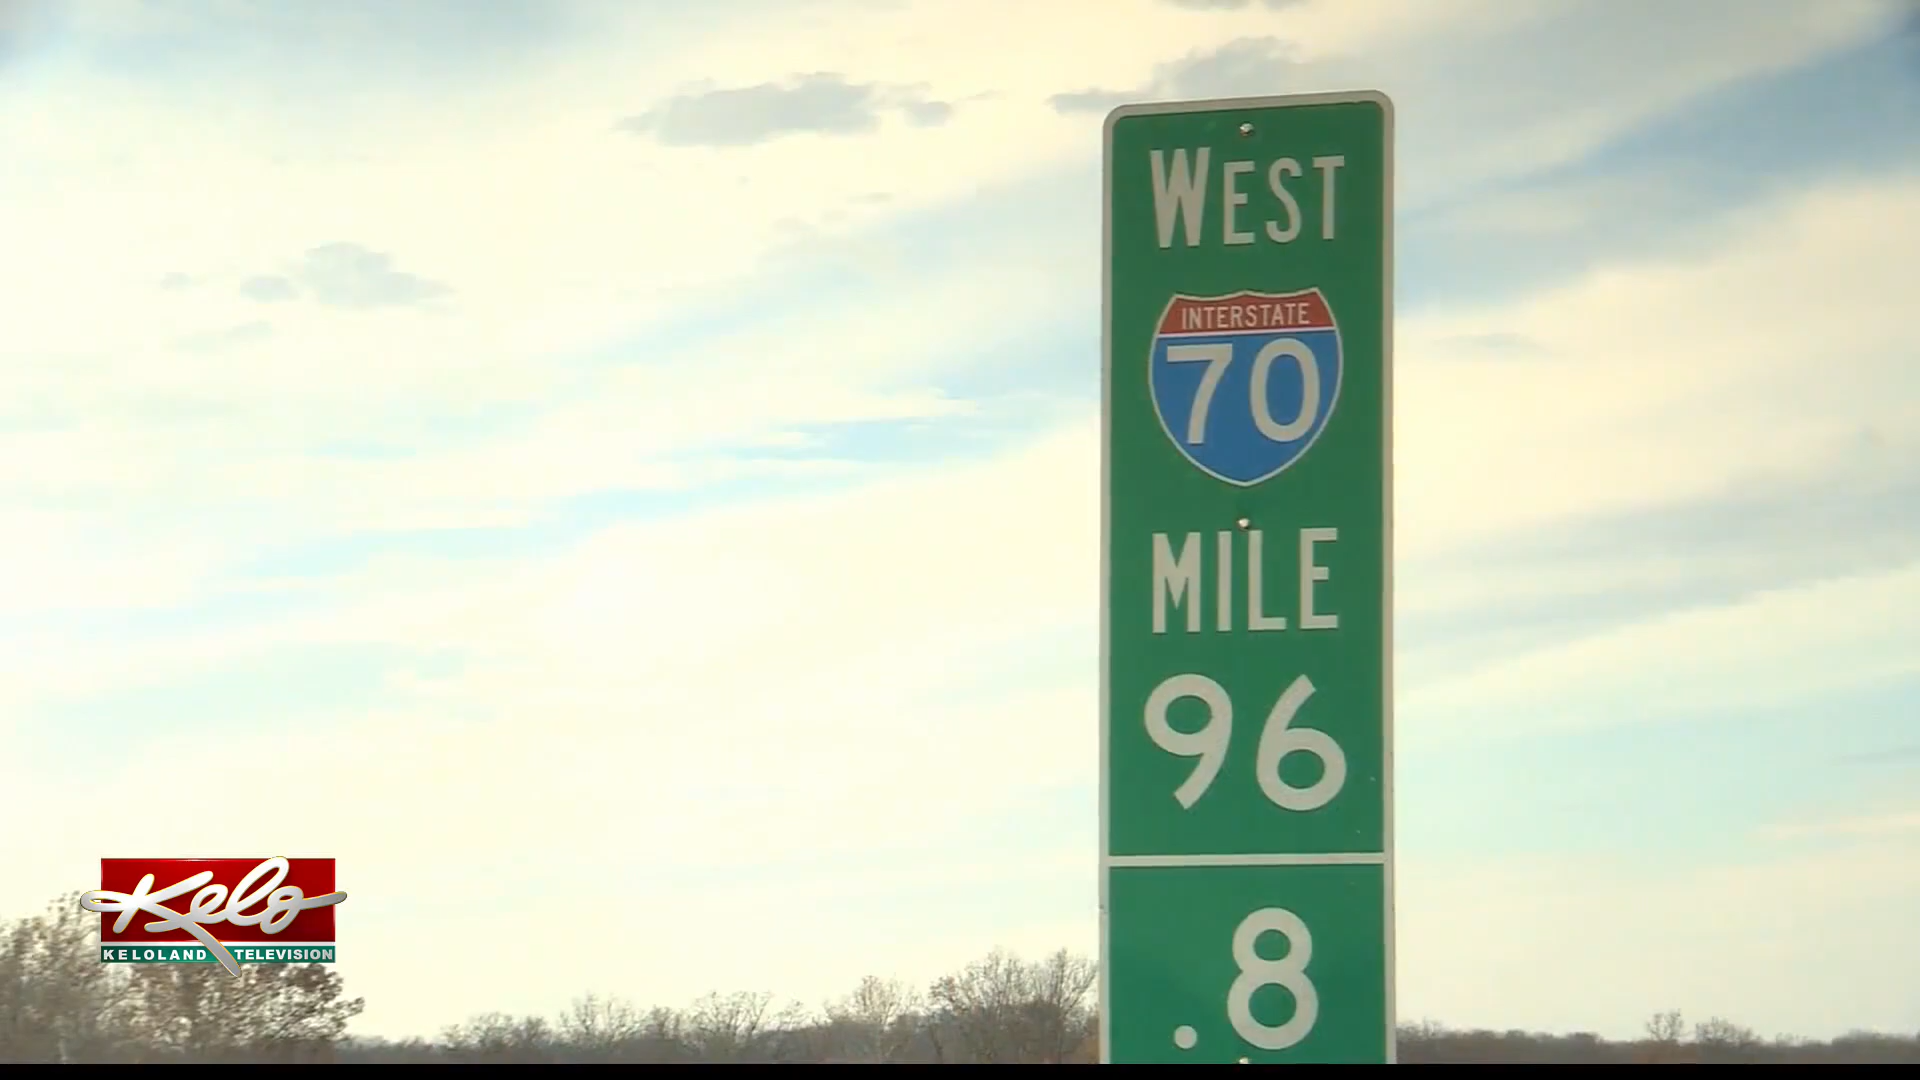 WEST
INTERSTATE
70
MILE
96
.8
Kelo
KELOLAND TELEVISION